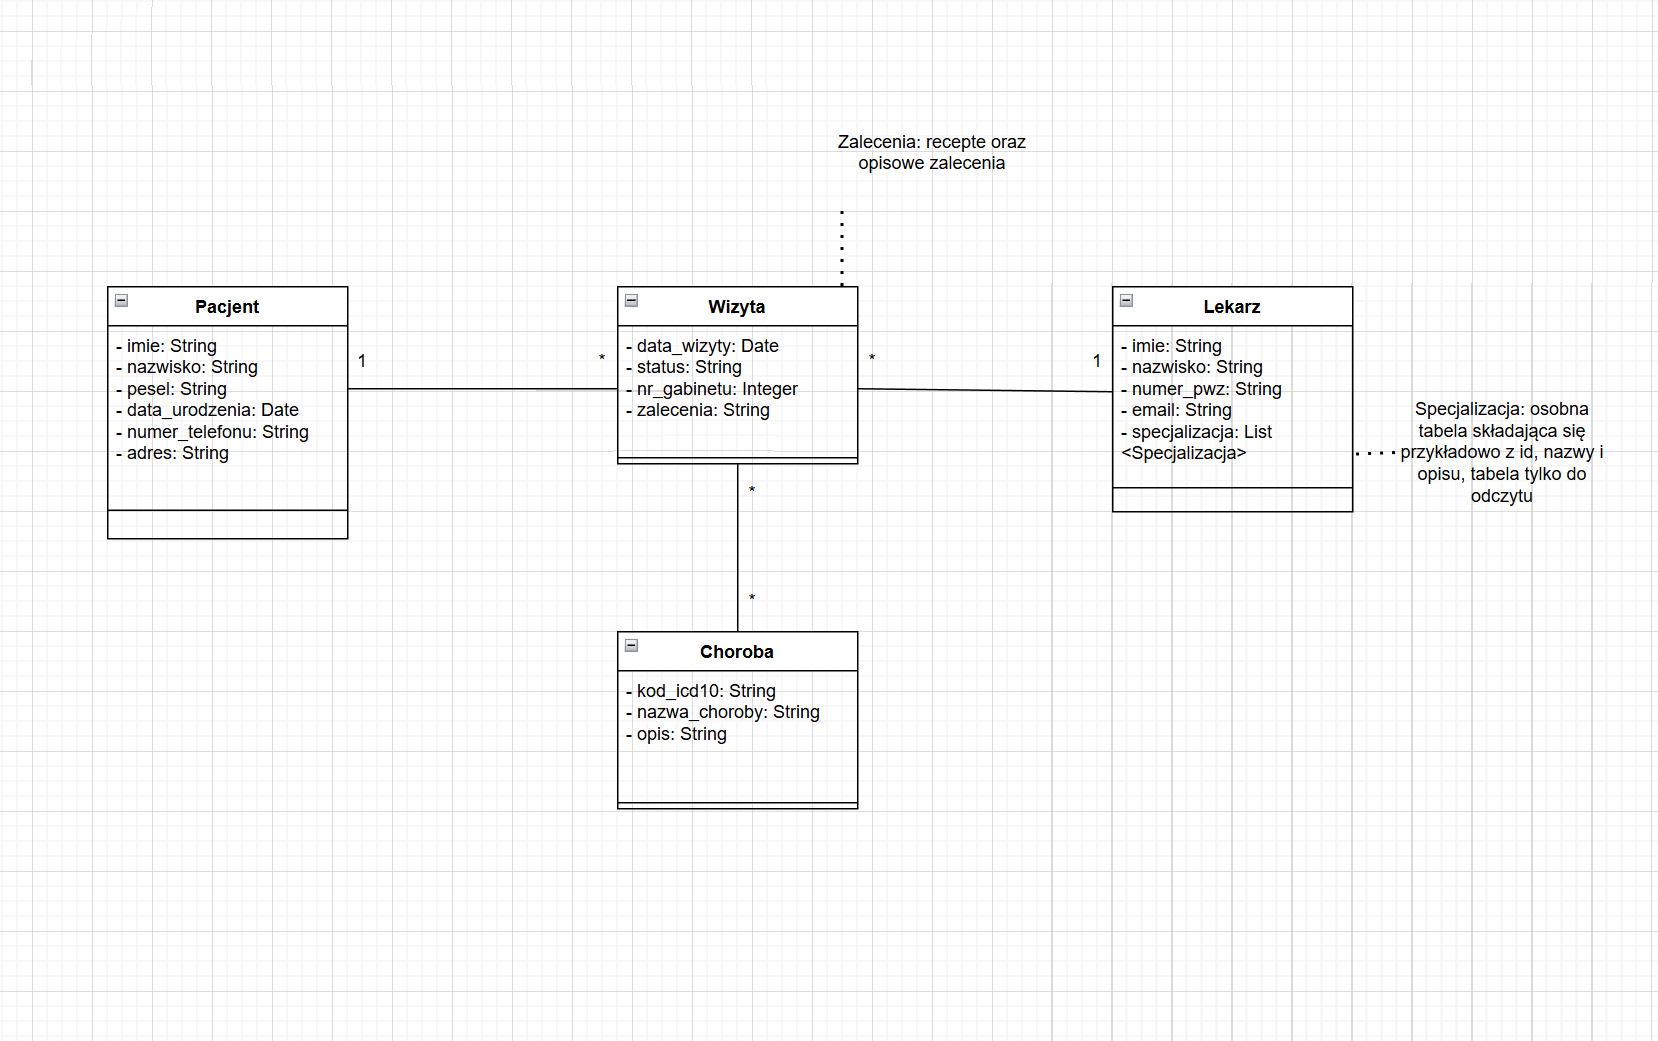 Zalecenia: recepte oraz
opisowe zalecenia
Pacjent
- imie: String
- nazwisko: String
- pesel: String
- data_urodzenia: Date
- numer_telefonu: String
- adres: String
1
*
Wizyta
- data_wizyty: Date
- status: String
- nr_gabinetu: Integer
- zalecenia: String
*
1
Lekarz
- imie: String
- nazwisko: String
- numer_pwz: String
- email: String
- specjalizacja: List
<Specjalizacja>
Specjalizacja: osobna
tabela składająca się
przykładowo z id, nazwy i
opisu, tabela tylko do
odczytu
*
*
Choroba
- kod_icd10: String
- nazwa_choroby: String
- opis: String